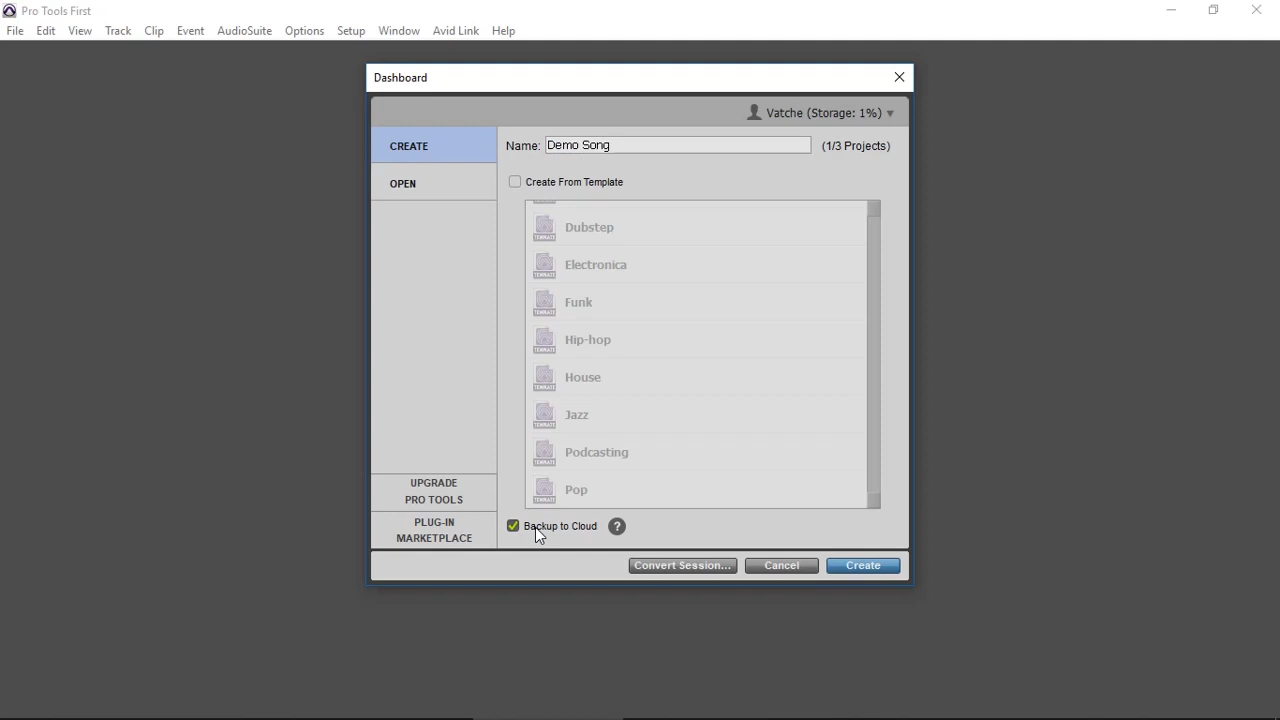 Pro Tools First
File Edit View Track Clip Event AudioSuite Options Setup Window Avid Link Help
Dashboard
Vatche (Storage: 1%)
CREATE
Name: Demo Song (1/3 Projects)
OPEN
Create From Template
Dubstep
Electronica
Funk
Hip-hop
House
Jazz
Podcasting
Pop
UPGRADE
PRO TOOLS
PLUG-IN
MARKETPLACE
Backup to Cloud ?
Convert Session... Cancel Create